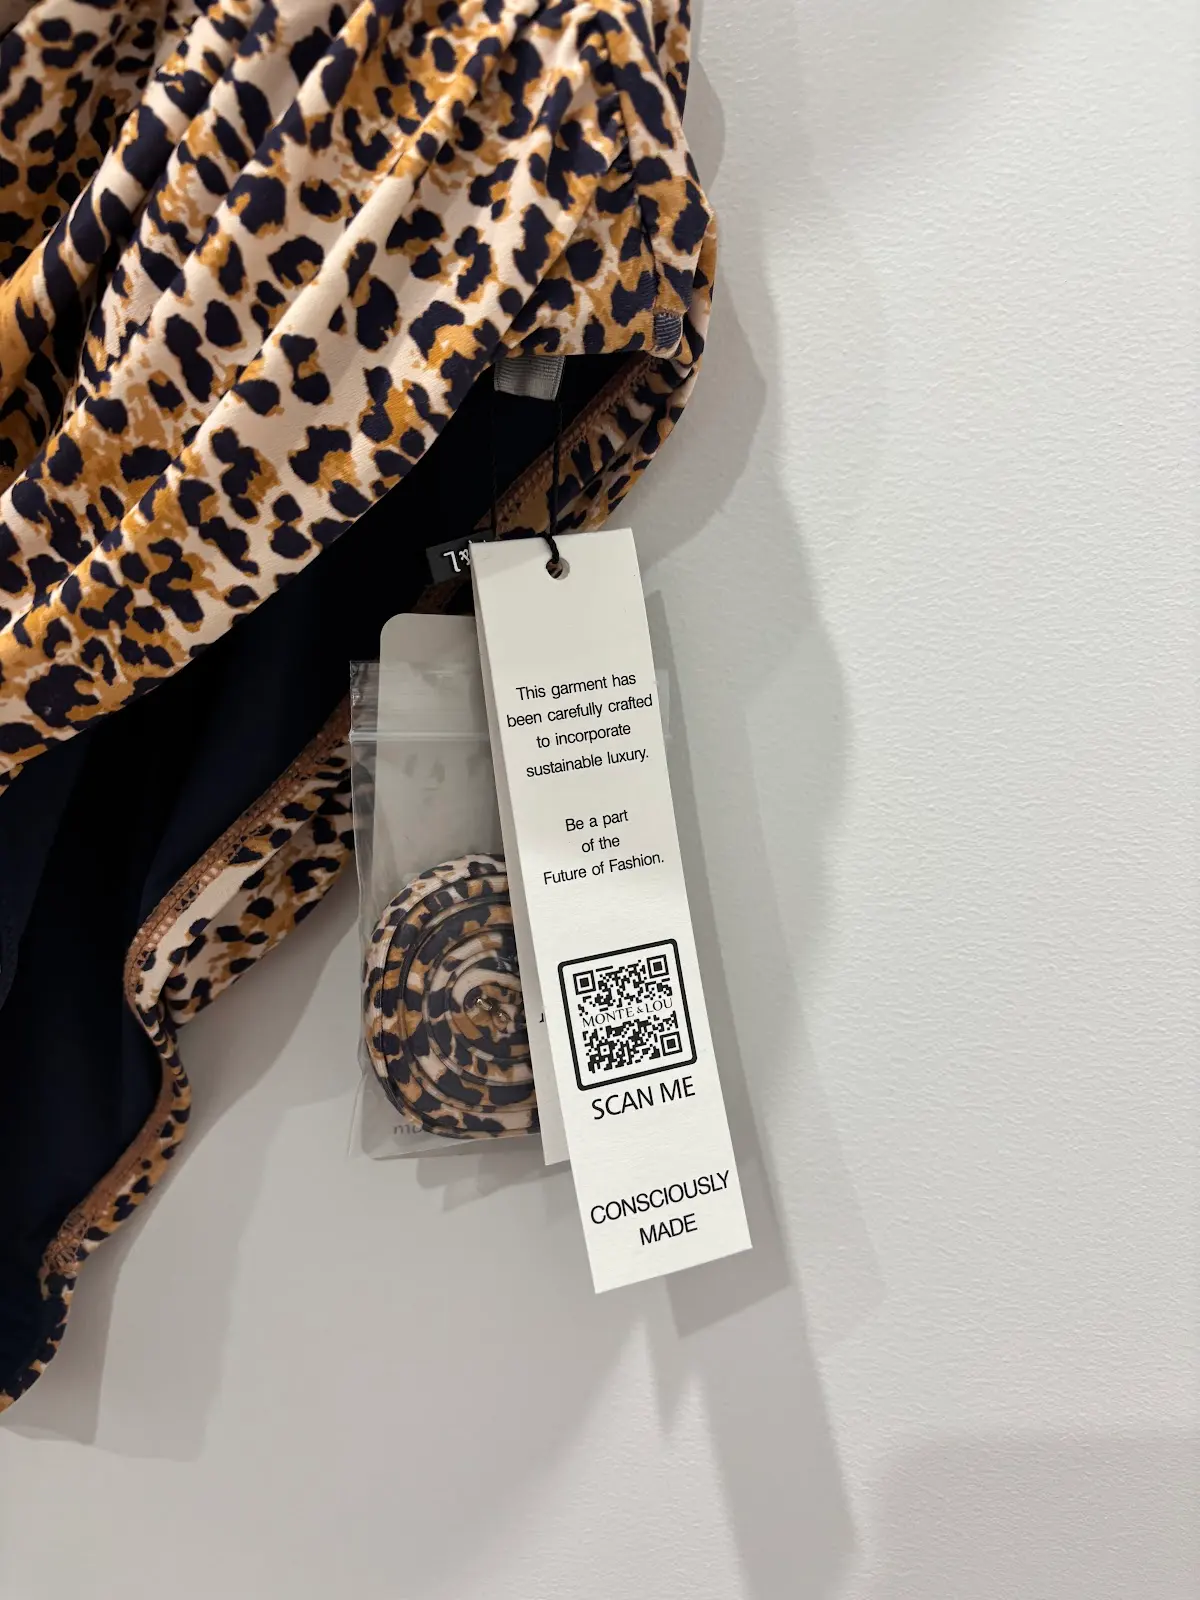 This garment has
been carefully crafted
to incorporate
sustainable luxury.
Be a part
of the
Future of Fashion.
MONTE & LOU
SCAN ME
CONSCIOUSLY
MADE